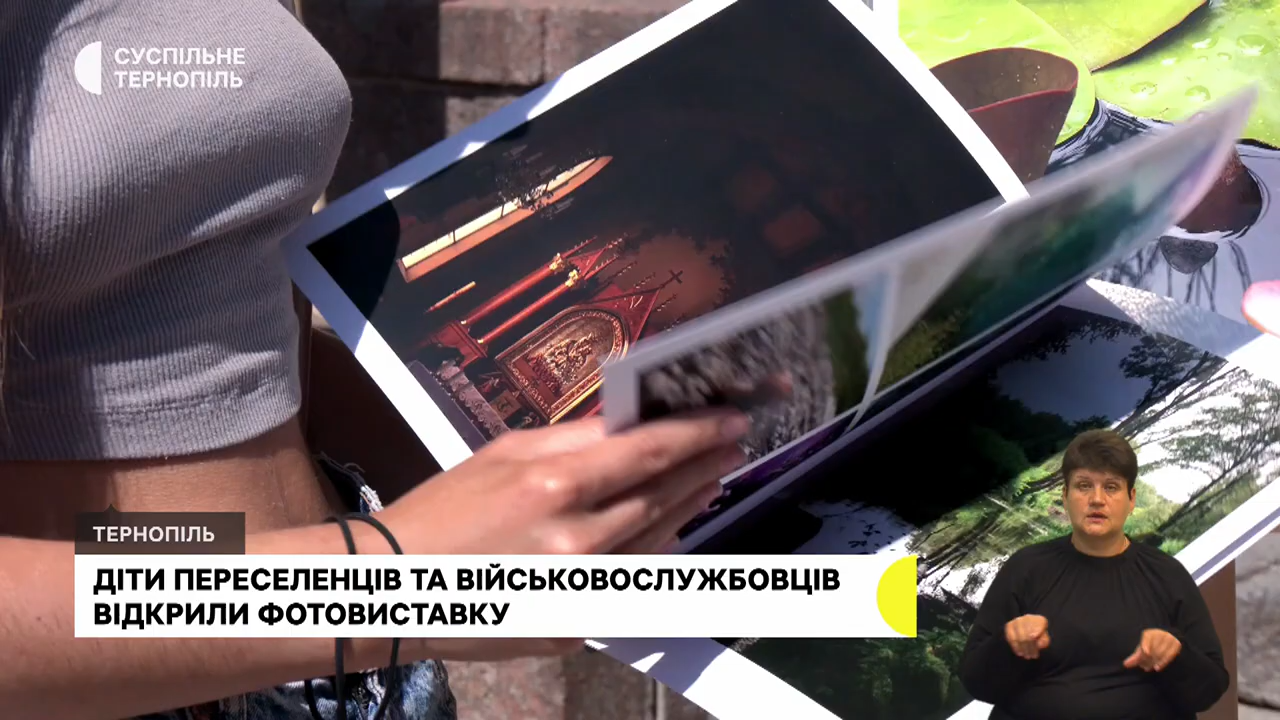 СУСПІЛЬНЕ
ТЕРНОПІЛЬ
ТЕРНОПІЛЬ
ДІТИ ПЕРЕСЕЛЕНЦІВ ТА ВІЙСЬКОВОСЛУЖБОВЦІВ
ВІДКРИЛИ ФОТОВИСТАВКУ